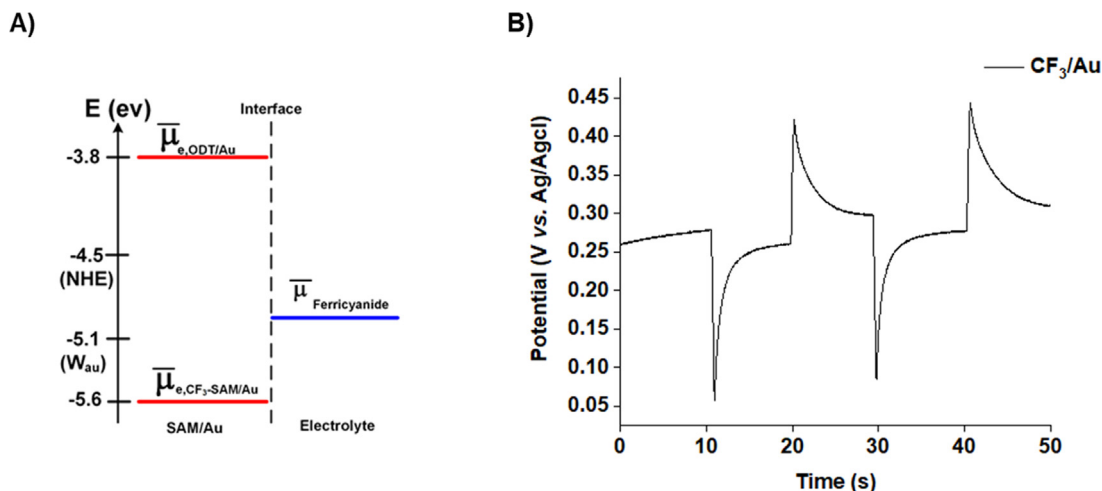 A)
E (ev)
Interface
μ̅e,ODT/Au
-3.8
-4.5
(NHE)
μ̅ Ferricyanide
-5.1
(Wau)
μ̅e,CF₃-SAM/Au
-5.6
SAM/Au
Electrolyte
B)
CF₃/Au
Potential (V vs. Ag/Agcl)
0.45
0.40
0.35
0.30
0.25
0.20
0.15
0.10
0.05
0 10 20 30 40 50
Time (s)